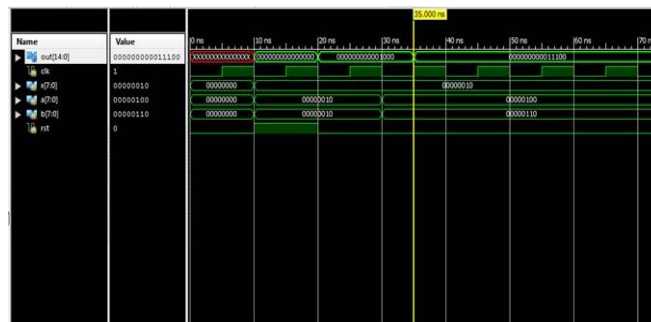 35.000 ns
Name Value
0 ns 10 ns 20 ns 30 ns 40 ns 50 ns 60 ns 70 n
out[14:0] 000000000011100 XXXXXXXXXXXXXXX 000000000000000 000000000001000 000000000011100
clk 1
x[7:0] 00000010 00000000 00000010
a[7:0] 00000100 00000000 00000010 00000100
b[7:0] 00000110 00000000 00000010 00000110
rst 0